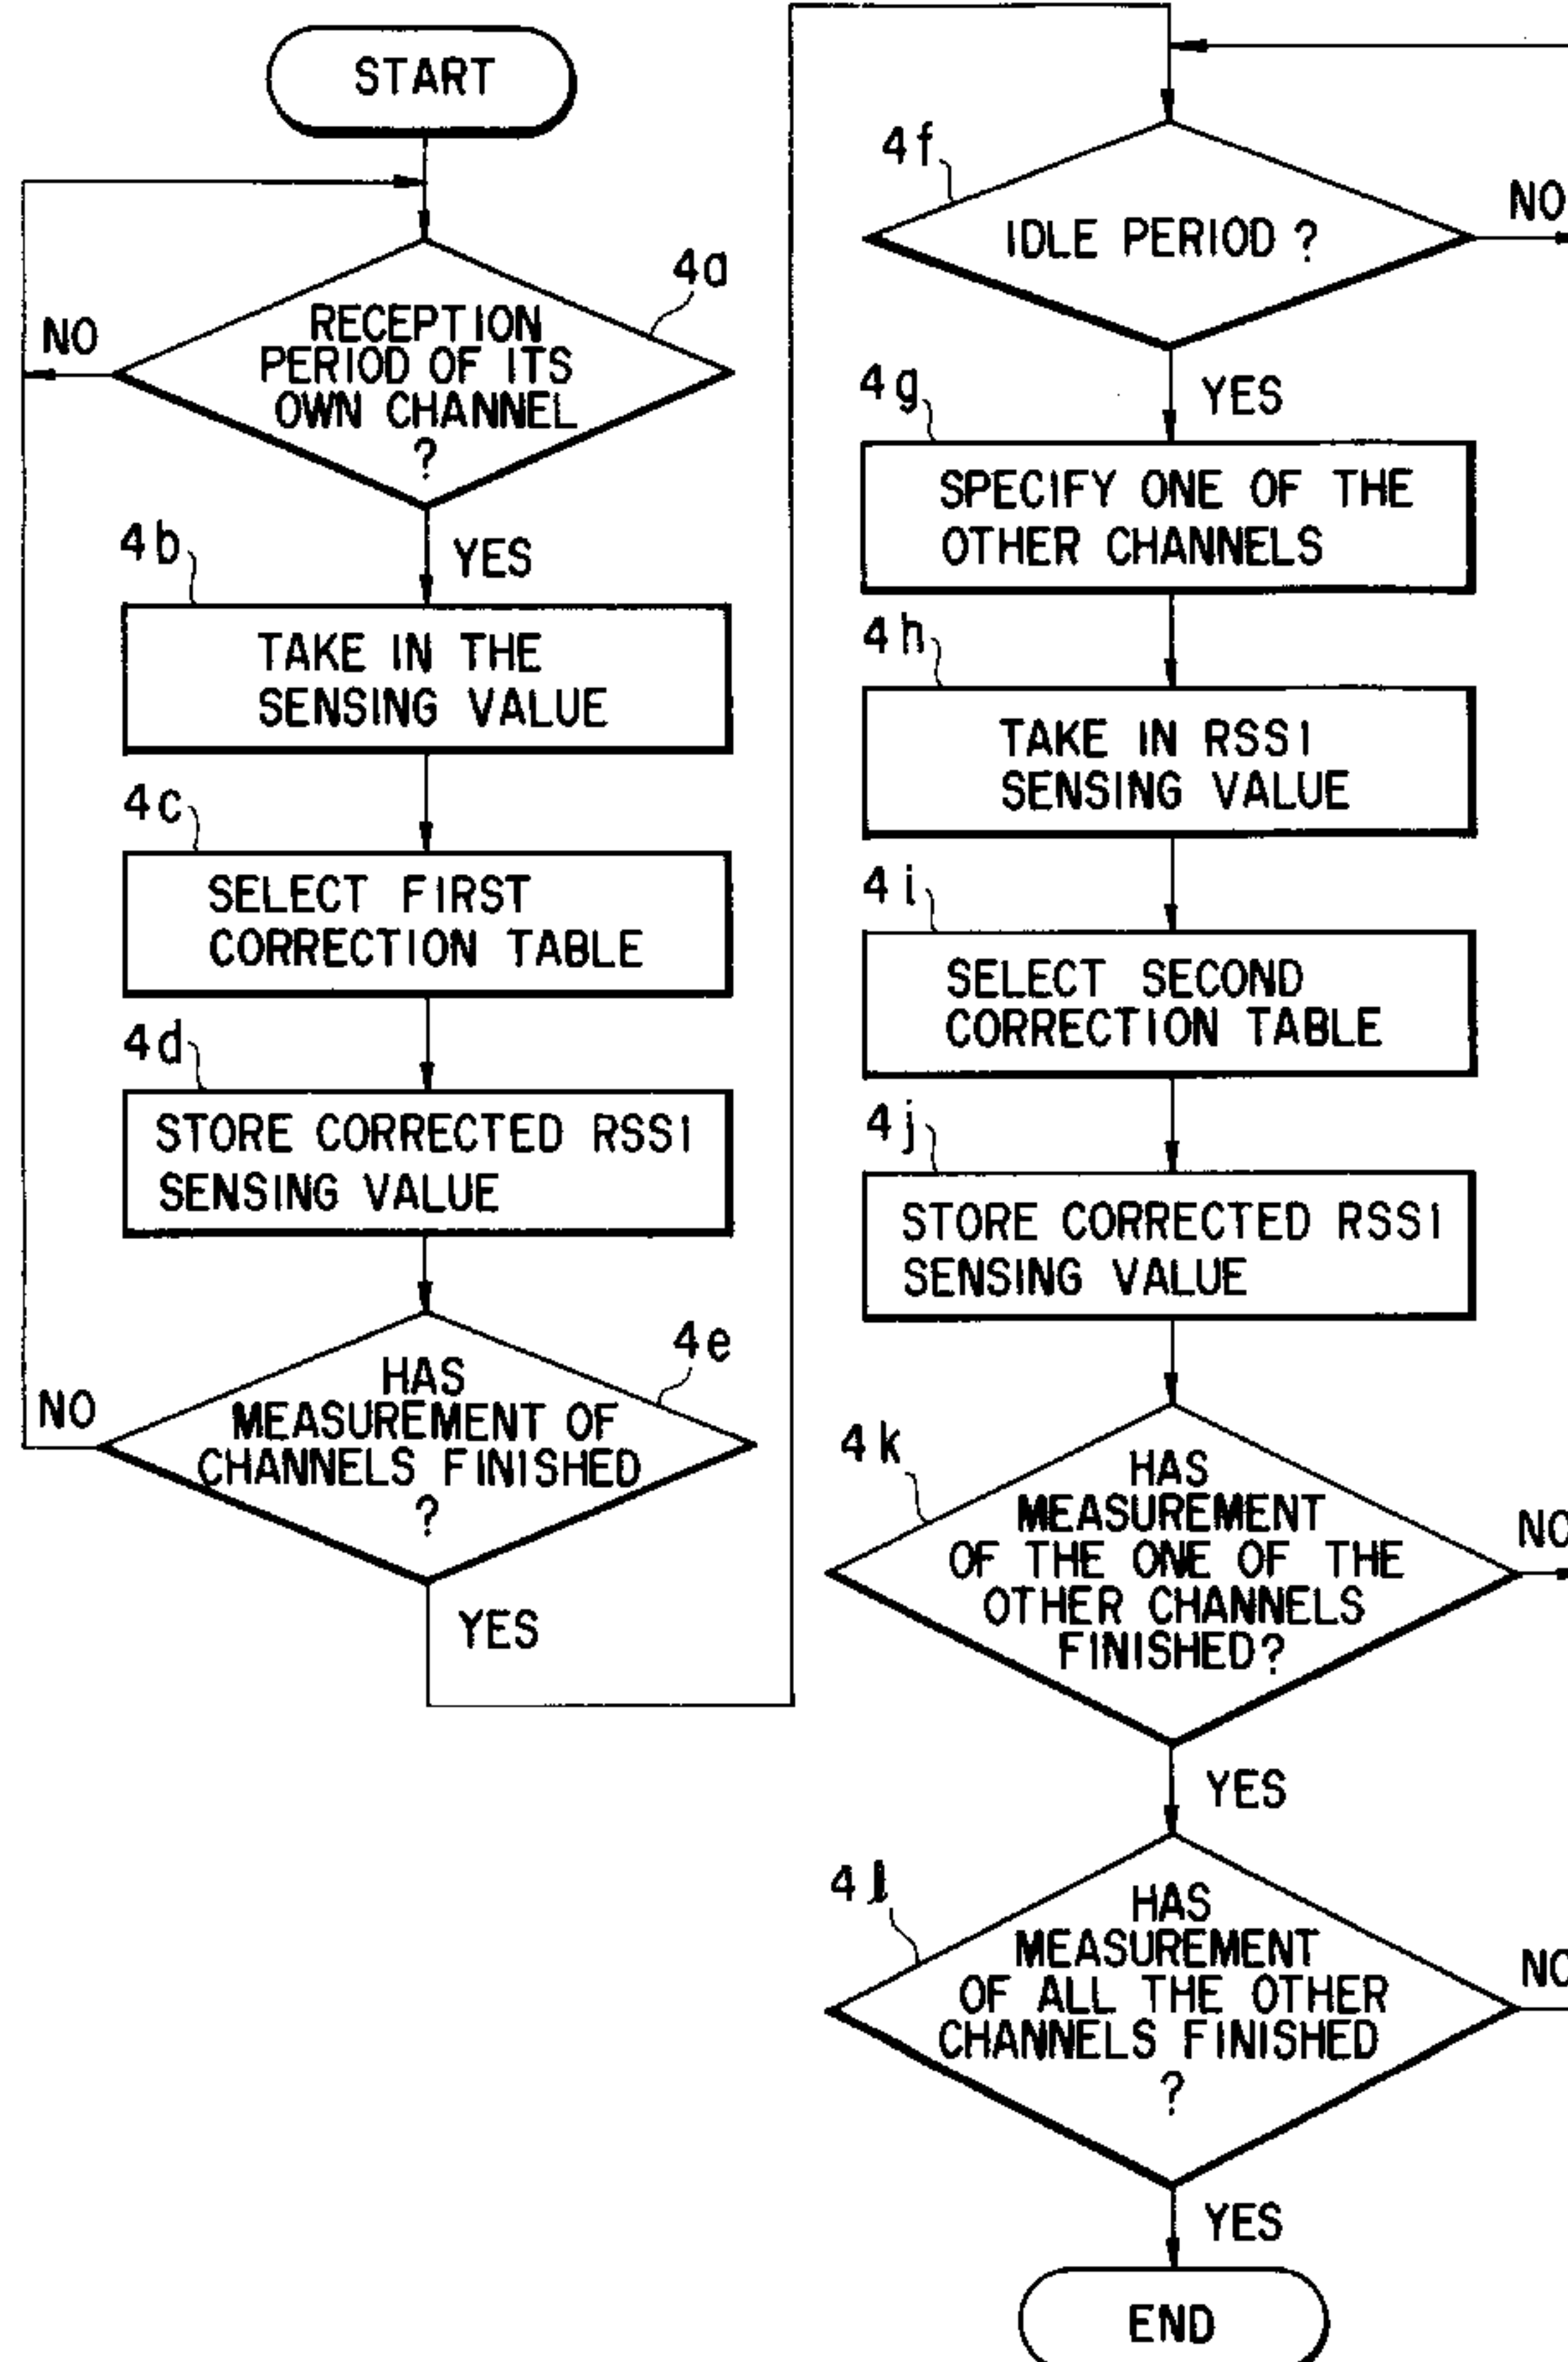 START
4a
RECEPTION
PERIOD OF ITS
OWN CHANNEL
?
NO
YES
4b
TAKE IN THE
SENSING VALUE
4c
SELECT FIRST
CORRECTION TABLE
4d
STORE CORRECTED RSSI
SENSING VALUE
4e
HAS
MEASUREMENT OF
CHANNELS FINISHED
?
NO
YES
4f
IDLE PERIOD ?
NO
YES
4g
SPECIFY ONE OF THE
OTHER CHANNELS
4h
TAKE IN RSSI
SENSING VALUE
4i
SELECT SECOND
CORRECTION TABLE
4j
STORE CORRECTED RSSI
SENSING VALUE
4k
HAS
MEASUREMENT
OF THE ONE OF THE
OTHER CHANNELS
FINISHED?
NO
YES
4l
HAS
MEASUREMENT
OF ALL THE OTHER
CHANNELS FINISHED
?
NO
YES
END